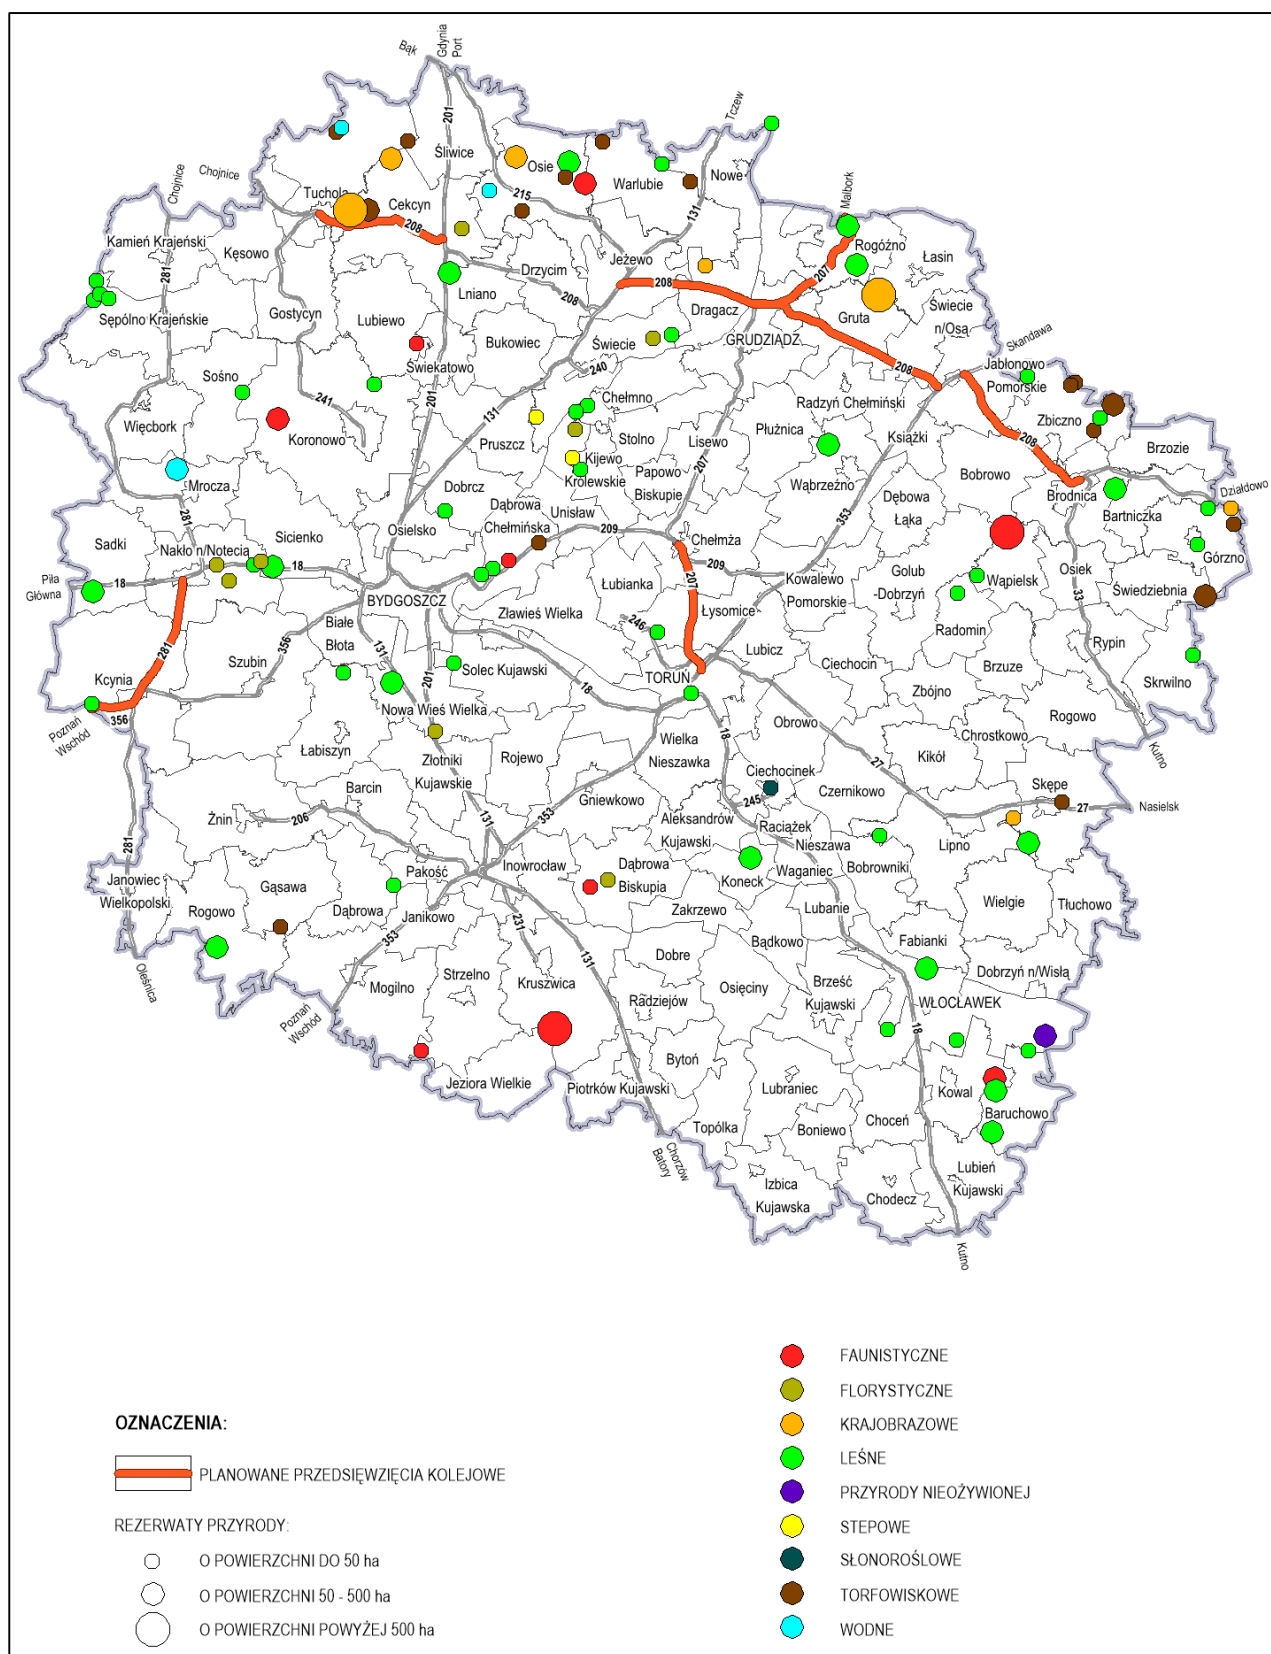 Bąk
Gdynia
Port
201
Tczew
Śliwice
Osie
Warlubie
Nowe
Chojnice
Chojnice
Tuchola
Cekcyn
208
215
131
Malbork
Kamień Krajeński
Kęsowo
281
Rogóźno
Łasin
207
Jeżewo
Drzycim
Lniano
208
208
Dragacz
Gruta
Świecie
n/Osą
Sępólno Krajeńskie
Gostycyn
Lubiewo
Bukowiec
Świecie
GRUDZIĄDZ
Skandawa
Świekatowo
240
208
Jabłonowo
Pomorskie
Sośno
241
201
131
Chełmno
Radzyń Chełmiński
Zbiczno
Więcbork
Koronowo
Pruszcz
Stolno
Lisewo
Płużnica
Książki
208
Brzozie
Kijewo
Królewskie
Papowo
Biskupie
207
Wąbrzeźno
Bobrowo
Mrocza
Dobrcz
Dąbrowa
Chełmińska
Unisław
Dębowa
Łąka
Brodnica
Działdowo
Bartniczka
281
Osielsko
209
353
Sadki
Nakło n/Notecią
Sicienko
Chełmża
Górzno
Piła
Główna
18
18
209
Łubianka
Kowalewo
Pomorskie
Golub
-Dobrzyń
Wąpielsk
Osiek
Świedziebnia
BYDGOSZCZ
207
Zławieś Wielka
Łysomice
33
Białe
Błota
246
Radomin
Rypin
281
Szubin
356
131
Lubicz
Ciechocin
Brzuze
Kcynia
Solec Kujawski
TORUŃ
Zbójno
Skrwilno
201
18
356
Poznań
Wschód
Nowa Wieś Wielka
Obrowo
Rogowo
Łabiszyn
Złotniki
Kujawskie
Rojewo
Wielka
Nieszawka
18
Kikół
Chrostkowo
Kutno
27
Barcin
Ciechocinek
Skępe
Gniewkowo
245
Czernikowo
27
Nasielsk
Żnin
206
353
Aleksandrów
Kujawski
Raciążek
131
Nieszawa
Lipno
281
Inowrocław
Bobrowniki
Pakość
Dąbrowa
Biskupia
Koneck
Waganiec
Janowiec
Wielkopolski
Gąsawa
Wielgie
Tłuchowo
Rogowo
Dąbrowa
Janikowo
Zakrzewo
Lubanie
231
353
131
Bądkowo
Fabianki
Oleśnica
Dobre
Mogilno
Strzelno
Kruszwica
Osięciny
Brześć
Kujawski
Dobrzyń n/Wisłą
Poznań
Wschód
Radziejów
WŁOCŁAWEK
18
Bytoń
Jeziora Wielkie
Piotrków Kujawski
Lubraniec
Kowal
Baruchowo
Choceń
Topólka
Boniewo
Chorzów
Batory
Lubień
Kujawski
Izbica
Kujawska
Chodecz
Kutno
FAUNISTYCZNE
FLORYSTYCZNE
OZNACZENIA:
KRAJOBRAZOWE
LEŚNE
PLANOWANE PRZEDSIĘWZIĘCIA KOLEJOWE
PRZYRODY NIEOŻYWIONEJ
REZERWATY PRZYRODY:
STEPOWE
O POWIERZCHNI DO 50 ha
SŁONOROŚLOWE
O POWIERZCHNI 50 - 500 ha
TORFOWISKOWE
O POWIERZCHNI POWYŻEJ 500 ha
WODNE